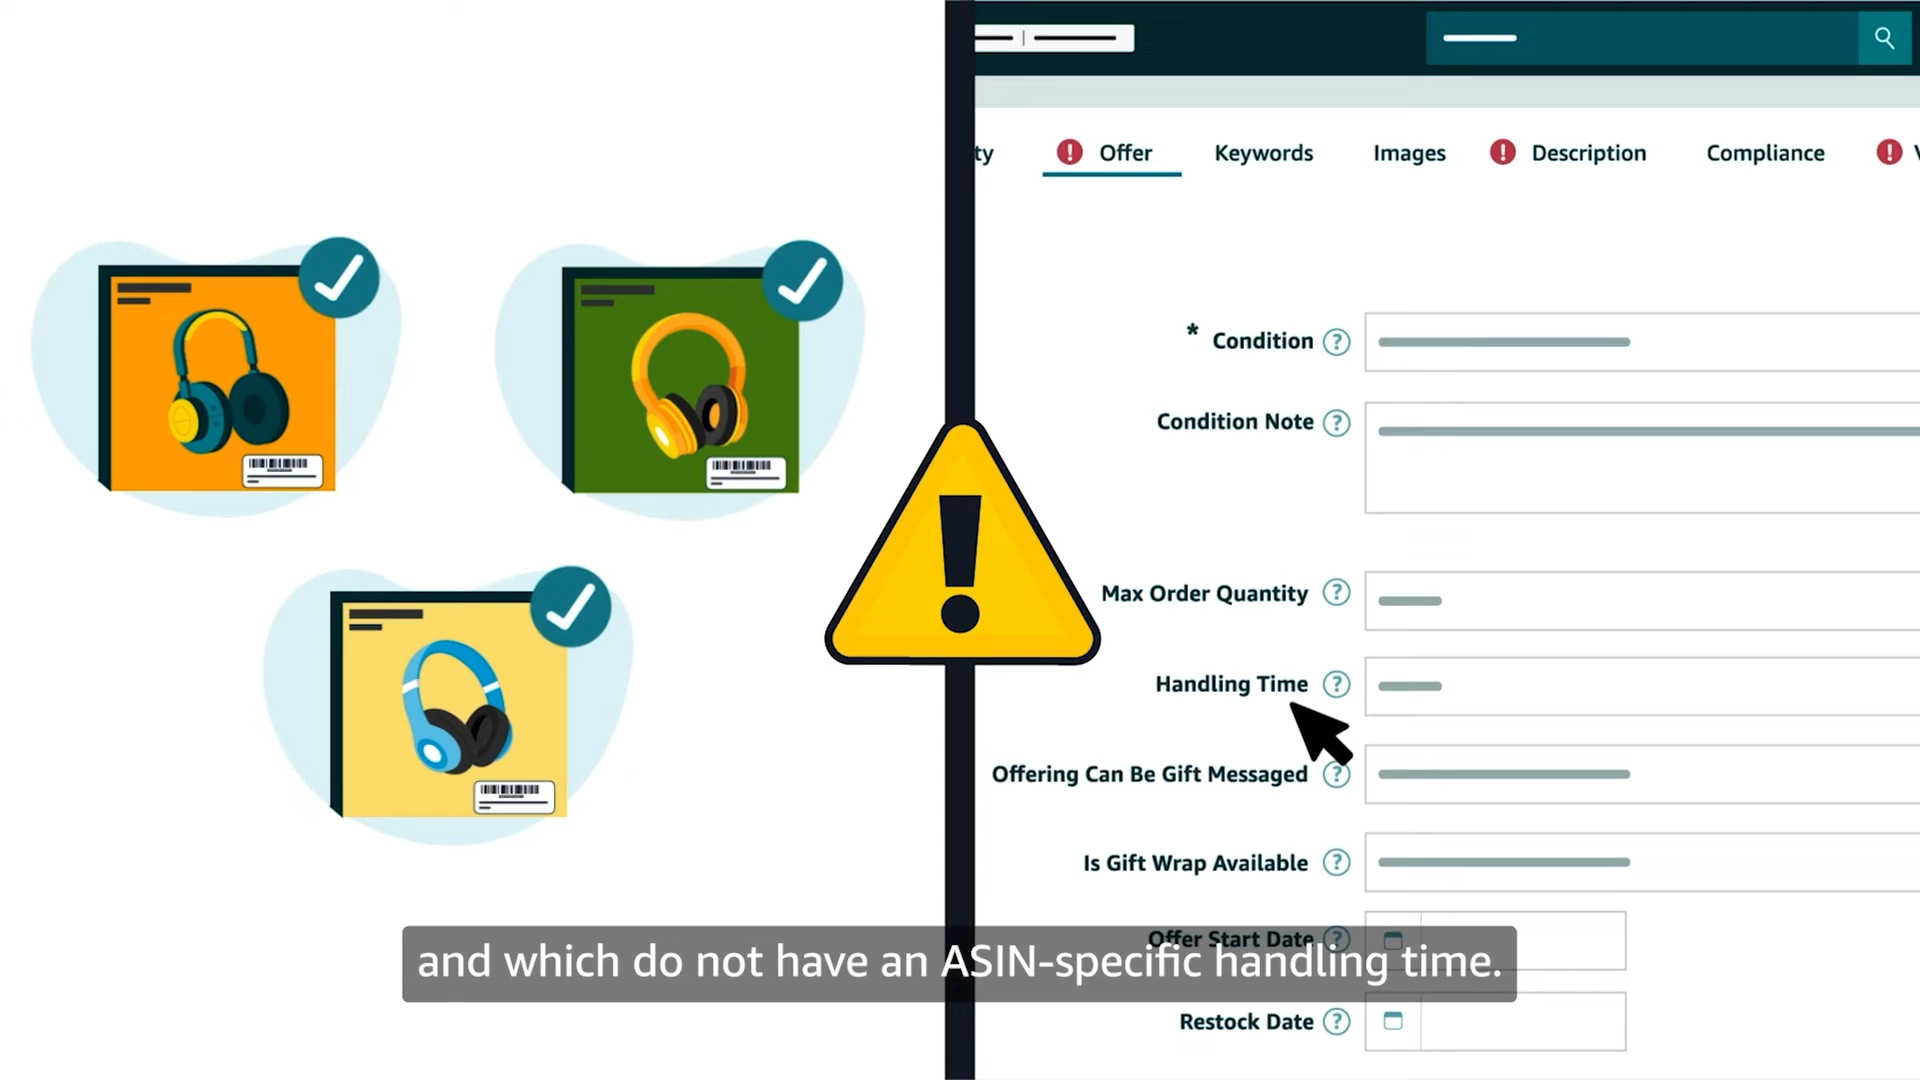 ty
Offer
Keywords
Images
Description
Compliance
* Condition
Condition Note
Max Order Quantity
Handling Time
Offering Can Be Gift Messaged
Is Gift Wrap Available
Offer Start Date
and which do not have an ASIN-specific handling time.
Restock Date